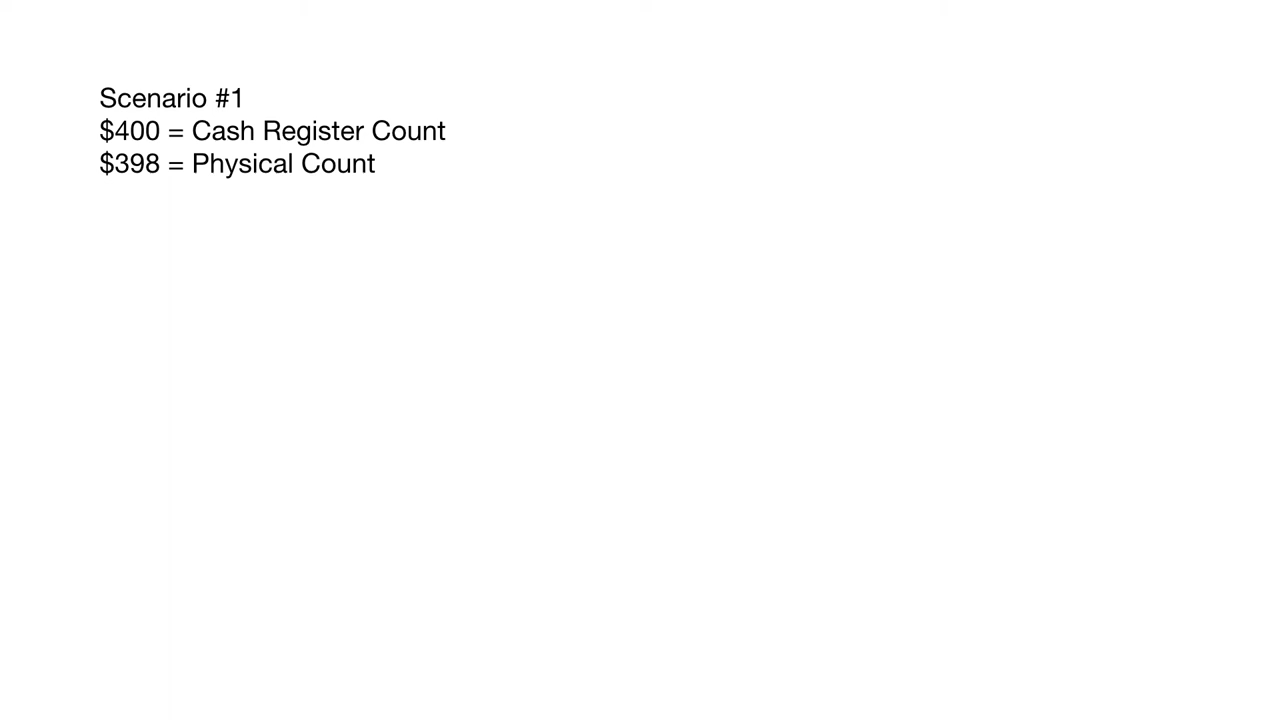 Scenario #1
$400 = Cash Register Count
$398 = Physical Count